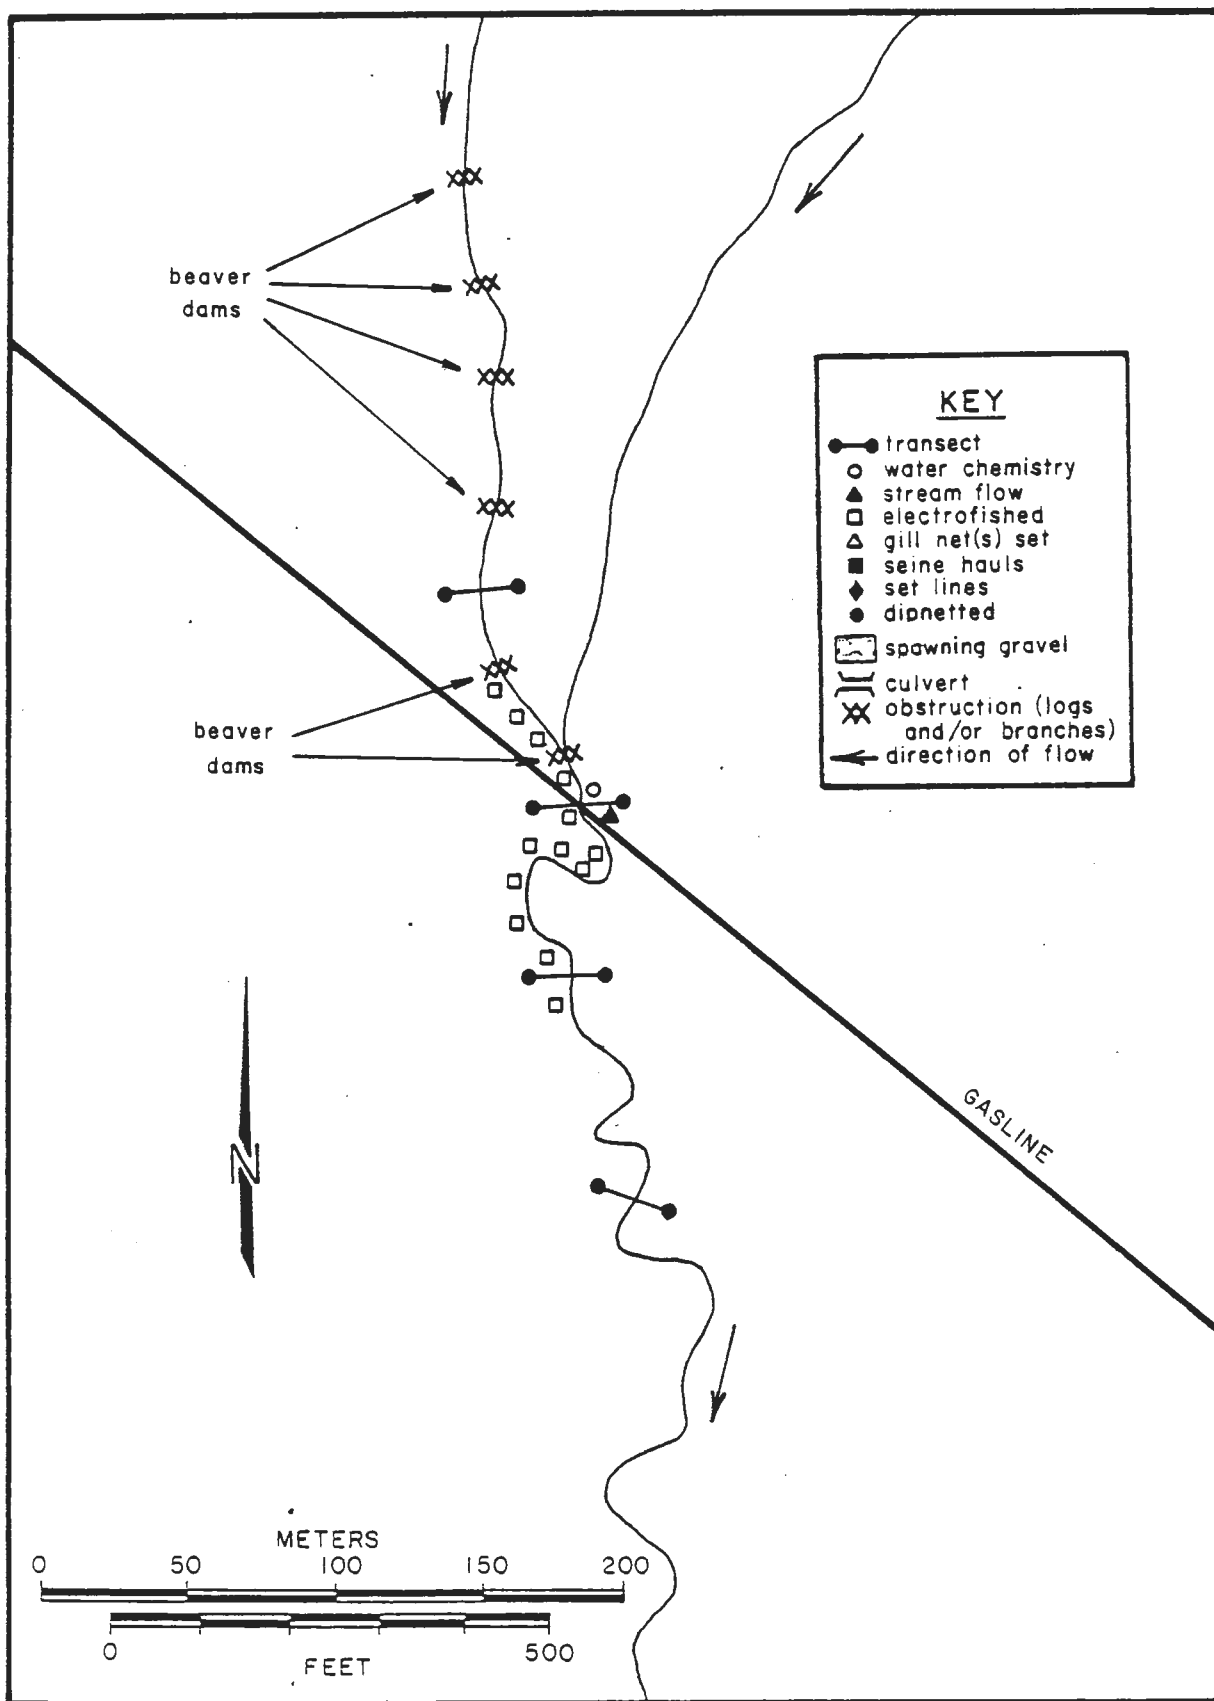 beaver
dams
KEY
transect
water chemistry
stream flow
electrofished
gill net(s) set
seine hauls
set lines
dipnetted
spawning gravel
culvert
obstruction (logs
and/or branches)
direction of flow
beaver
dams
GASLINE
N
METERS
0 50 100 150 200
0 500
FEET